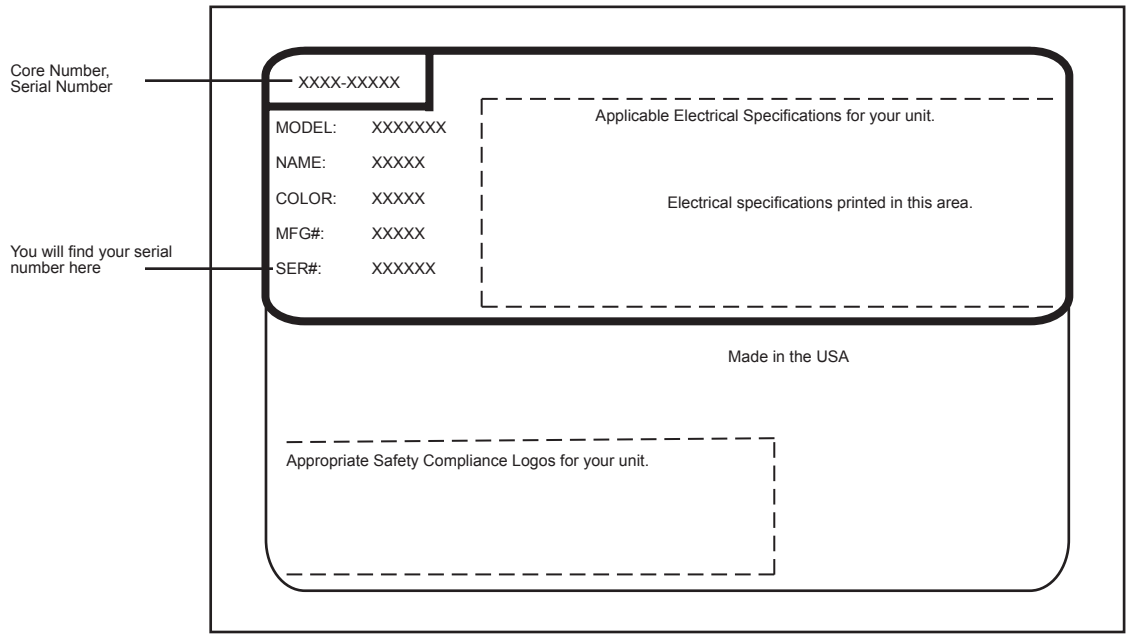 Core Number,
Serial Number
XXXX-XXXXX
MODEL: XXXXXXX
NAME: XXXXX
COLOR: XXXXX
MFG#: XXXXX
SER#: XXXXXX
You will find your serial
number here
Applicable Electrical Specifications for your unit.
Electrical specifications printed in this area.
Made in the USA
Appropriate Safety Compliance Logos for your unit.